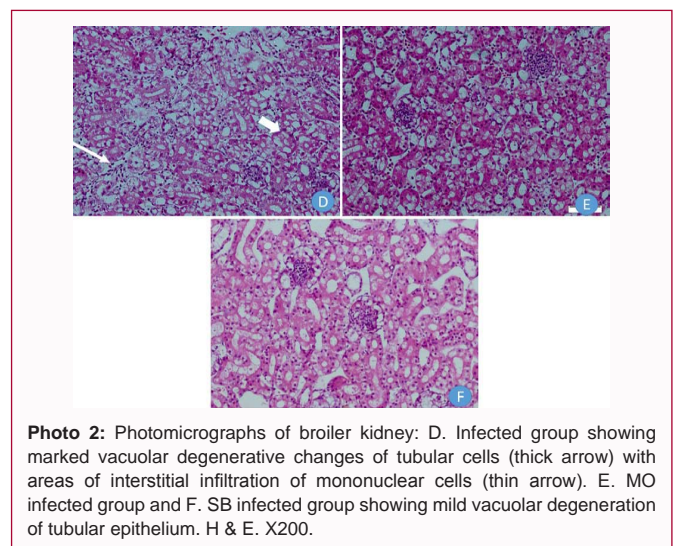 D
E
F
Photo 2: Photomicrographs of broiler kidney: D. Infected group showing
marked vacuolar degenerative changes of tubular cells (thick arrow) with
areas of interstitial infiltration of mononuclear cells (thin arrow). E. MO
infected group and F. SB infected group showing mild vacuolar degeneration
of tubular epithelium. H & E. X200.